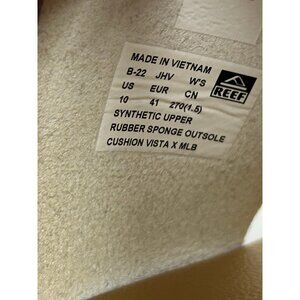 MADE IN VIETNAM
B-22 JHV W'S
US EUR CN
10 41 270(1.5)
REEF
SYNTHETIC UPPER
RUBBER SPONGE OUTSOLE
CUSHION VISTA X MLB